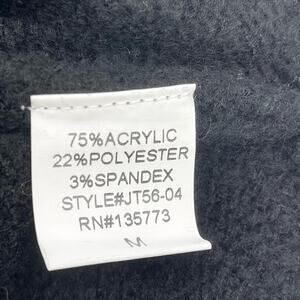 75%ACRYLIC
22%POLYESTER
3%SPANDEX
STYLE#JT56-04
RN#135773
M